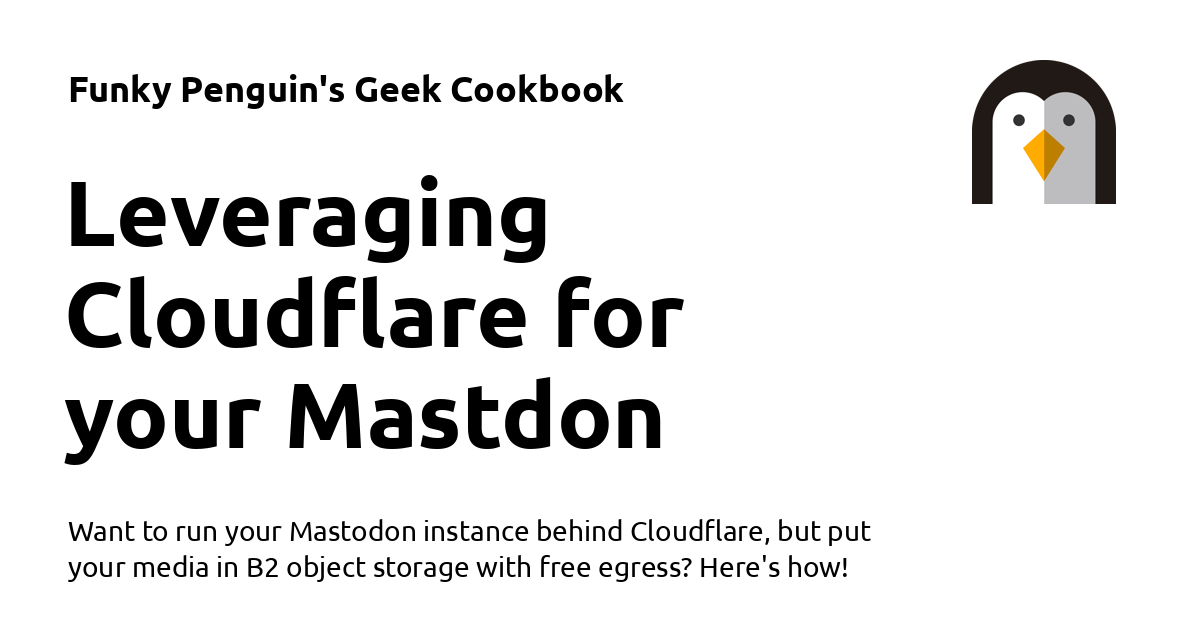 Funky Penguin's Geek Cookbook
Leveraging
Cloudflare for
your Mastdon
Want to run your Mastodon instance behind Cloudflare, but put
your media in B2 object storage with free egress? Here's how!